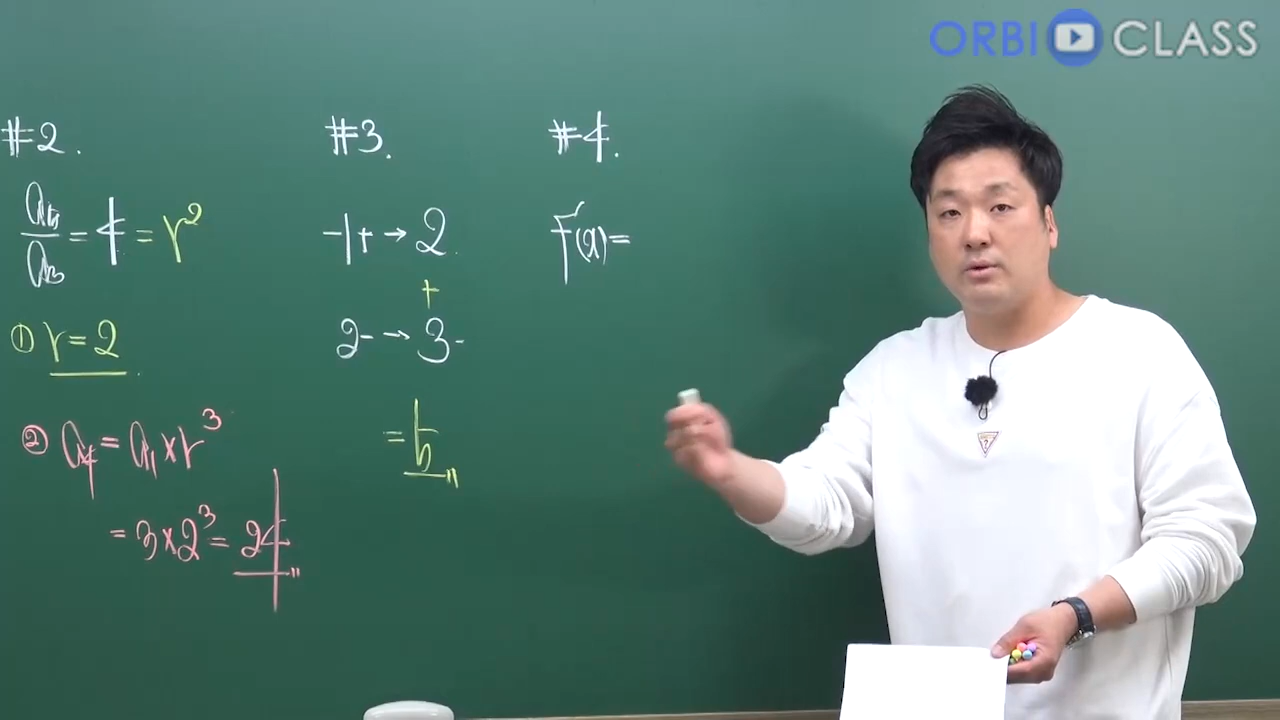 ORBI CLASS
#2.
a5/a3 = 4 = r²
① r = 2
② a4 = a1 × r³
= 3 × 2³ = 24
#3.
-1+ → 2
+
2- → 3
= 5
#4.
f(x) =